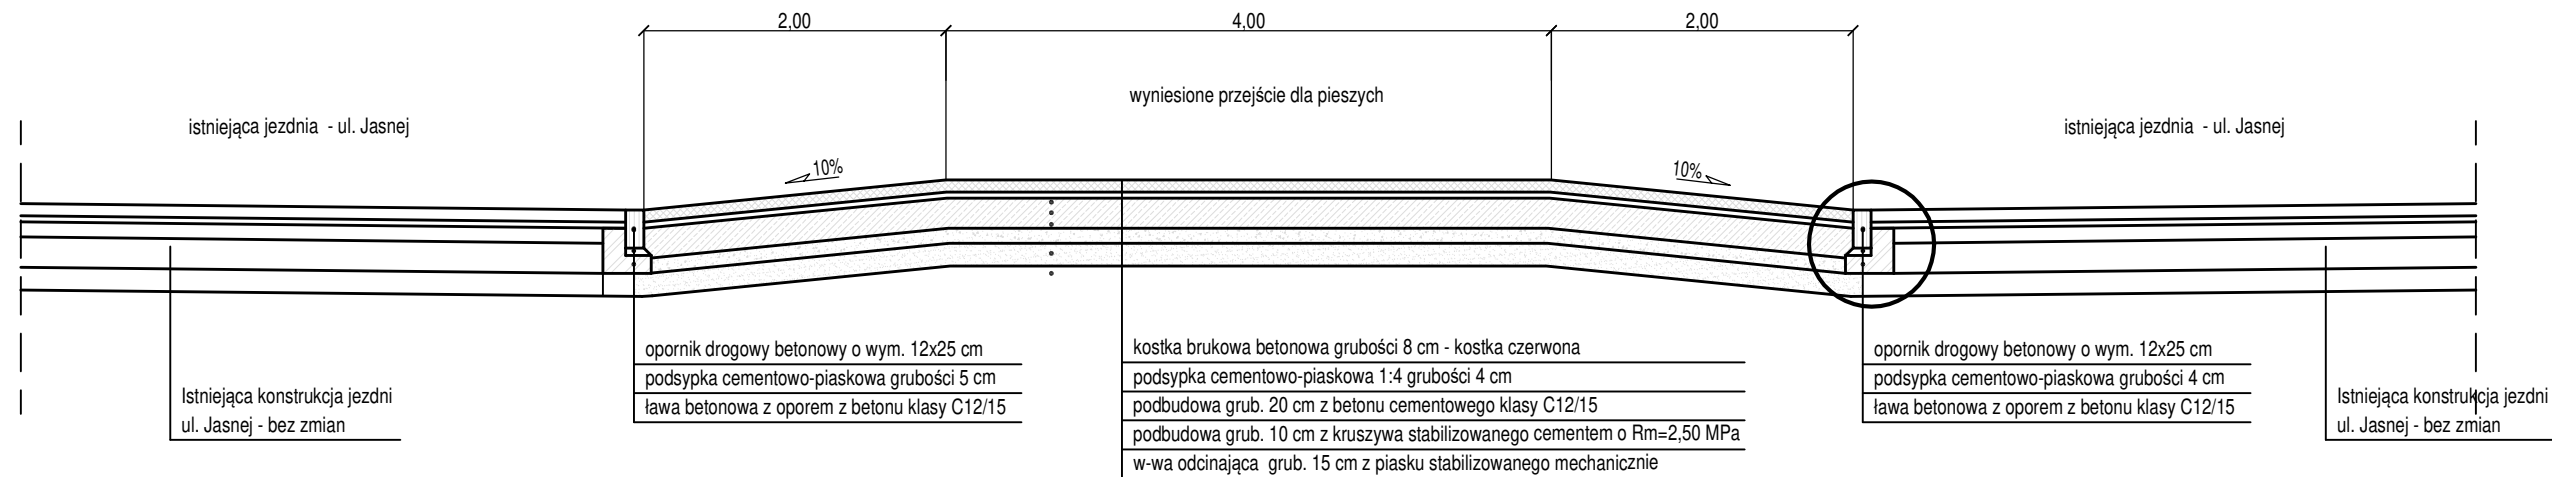 2,00
4,00
2,00
wyniesione przejście dla pieszych
istniejąca jezdnia - ul. Jasnej
istniejąca jezdnia - ul. Jasnej
10%
10%
opornik drogowy betonowy o wym. 12x25 cm
podsypka cementowo-piaskowa grubości 5 cm
ława betonowa z oporem z betonu klasy C12/15
kostka brukowa betonowa grubości 8 cm - kostka czerwona
podsypka cementowo-piaskowa 1:4 grubości 4 cm
podbudowa grub. 20 cm z betonu cementowego klasy C12/15
podbudowa grub. 10 cm z kruszywa stabilizowanego cementem o Rm=2,50 MPa
w-wa odcinająca grub. 15 cm z piasku stabilizowanego mechanicznie
opornik drogowy betonowy o wym. 12x25 cm
podsypka cementowo-piaskowa grubości 4 cm
ława betonowa z oporem z betonu klasy C12/15
Istniejąca konstrukcja jezdni
ul. Jasnej - bez zmian
Istniejąca konstrukcja jezdni
ul. Jasnej - bez zmian